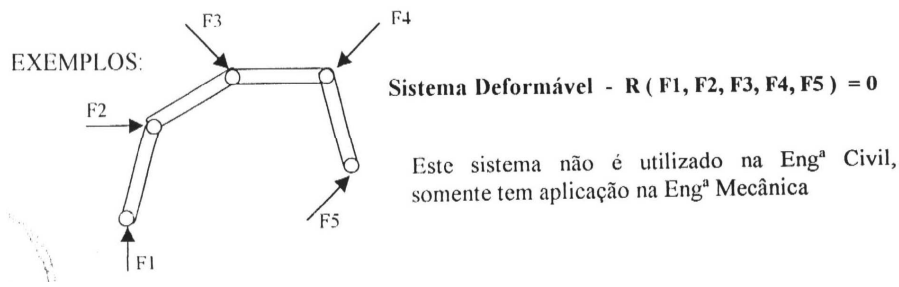 F3
F4
EXEMPLOS:
Sistema Deformável - R ( F1, F2, F3, F4, F5 ) = 0
F2
Este sistema não é utilizado na Engª Civil,
somente tem aplicação na Engª Mecânica
F5
F1